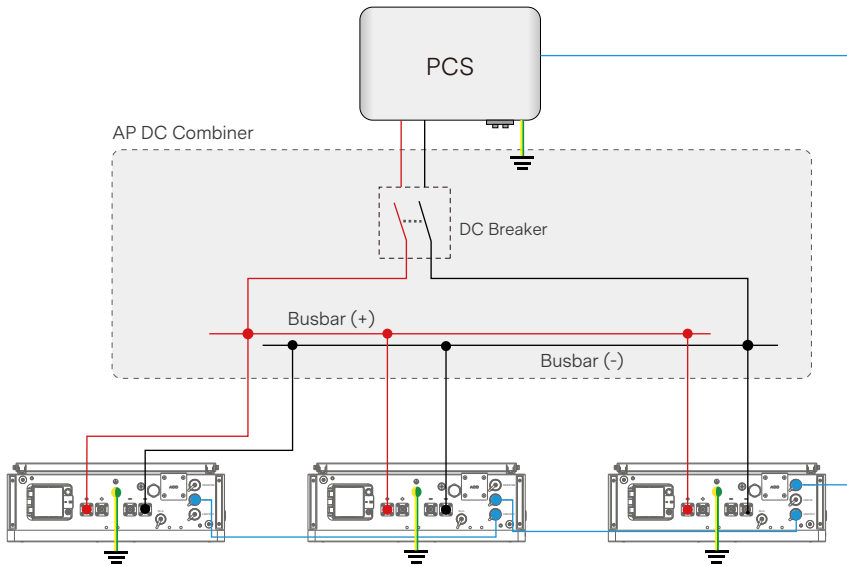 PCS
AP DC Combiner
DC Breaker
Busbar (+)
Busbar (-)